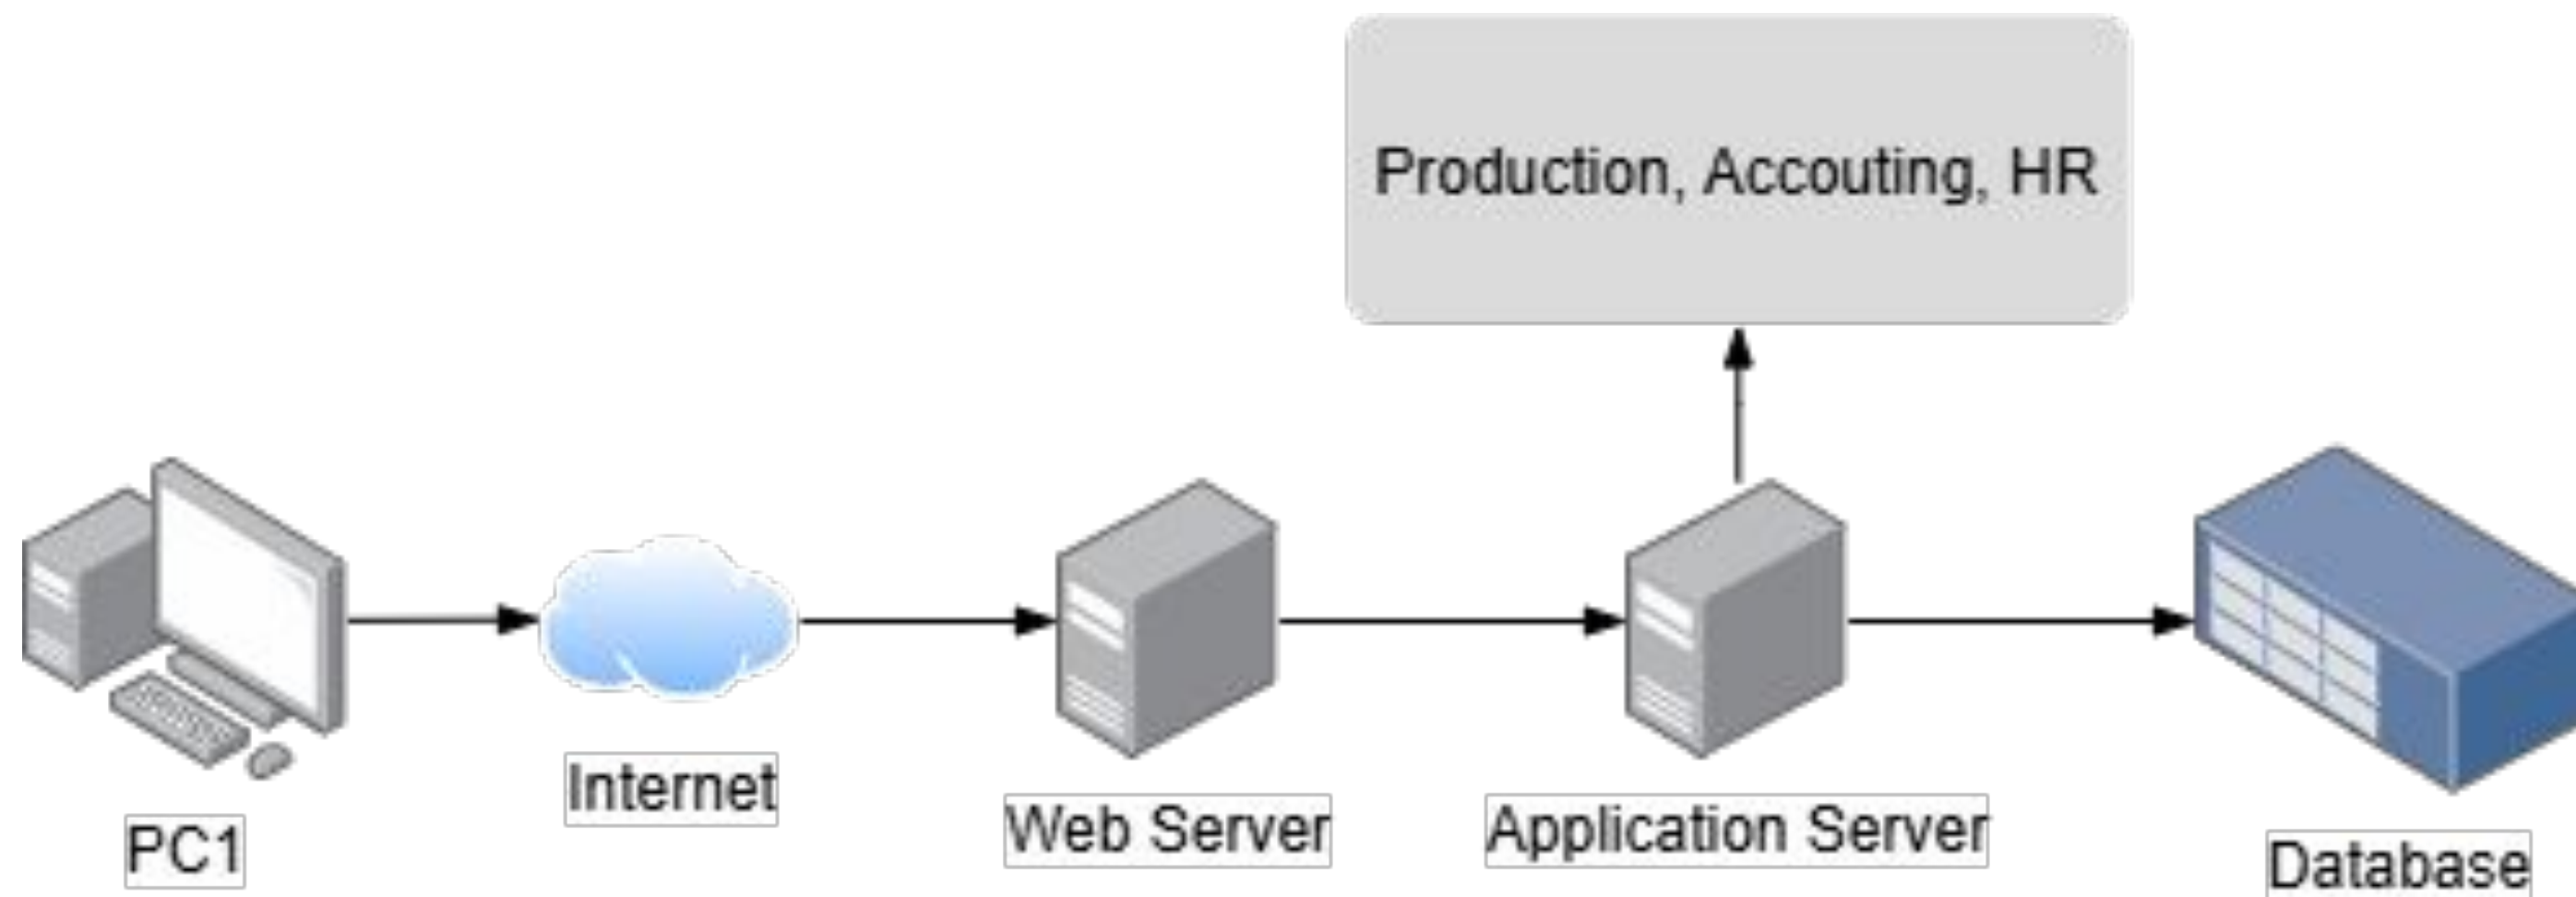 Production, Accouting, HR
PC1
Internet
Web Server
Application Server
Database